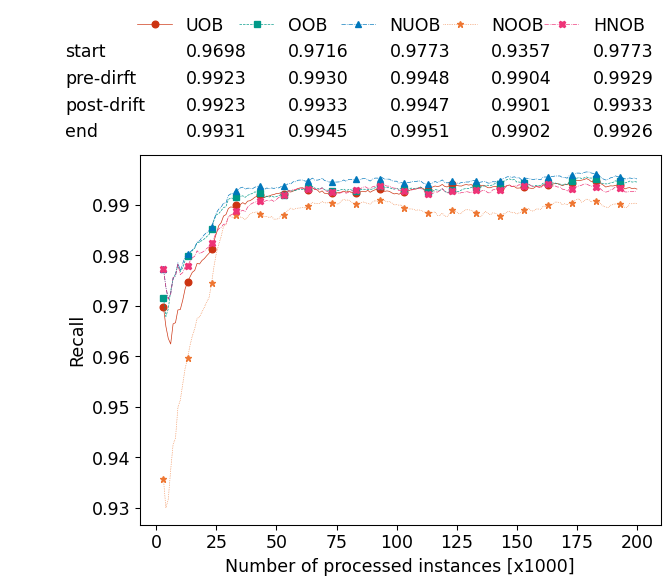 UOB OOB NUOB NOOB HNOB
start 0.9698 0.9716 0.9773 0.9357 0.9773
pre-dirft 0.9923 0.9930 0.9948 0.9904 0.9929
post-drift 0.9923 0.9933 0.9947 0.9901 0.9933
end 0.9931 0.9945 0.9951 0.9902 0.9926
0.99
0.98
0.97
0.96
0.95
0.94
0.93
Recall
0 25 50 75 100 125 150 175 200
Number of processed instances [x1000]